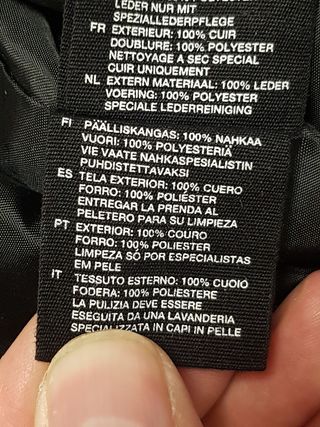 LEDER NUR MIT
SPEZIALLEDERPFLEGE
FR EXTERIEUR: 100% CUIR
DOUBLURE: 100% POLYESTER
NETTOYAGE A SEC SPECIAL
CUIR UNIQUEMENT
NL EXTERN MATERIAAL: 100% LEDER
VOERING: 100% POLYESTER
SPECIALE LEDERREINIGING
FI PÄÄLLISKANGAS: 100% NAHKAA
VUORI: 100% POLYESTERIÄ
VIE VAATE NAHKASPESIALISTIN
PUHDISTETTAVAKSI
ES TELA EXTERIOR: 100% CUERO
FORRO: 100% POLIÉSTER
ENTREGAR LA PRENDA AL
PELETERO PARA SU LIMPIEZA
PT EXTERIOR: 100% COURO
FORRO: 100% POLIESTER
LIMPEZA SÓ POR ESPECIALISTAS
EM PELE
IT TESSUTO ESTERNO: 100% CUOIO
FODERA: 100% POLIESTERE
LA PULIZIA DEVE ESSERE
ESEGUITA DA UNA LAVANDERIA
SPECIALIZZATA IN CAPI IN PELLE